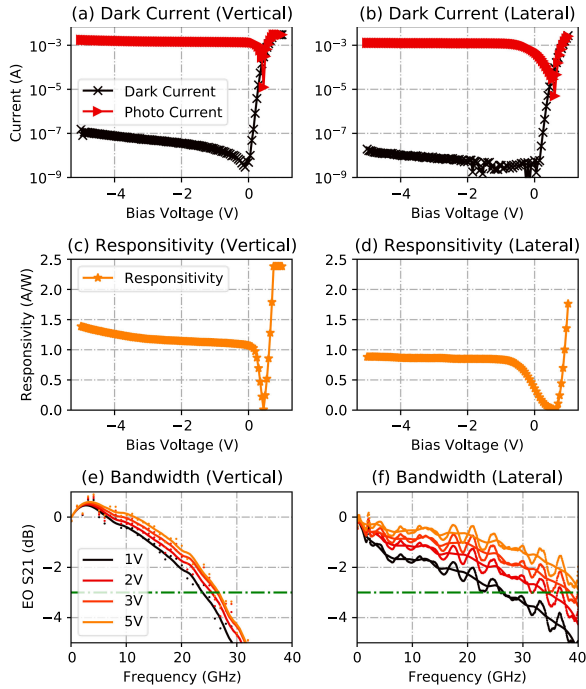 (a) Dark Current (Vertical)
(b) Dark Current (Lateral)
Current (A)
10⁻³
10⁻⁵
10⁻⁷
10⁻⁹
Dark Current
Photo Current
−4
−2
0
Bias Voltage (V)
10⁻³
10⁻⁵
10⁻⁷
10⁻⁹
−4
−2
0
Bias Voltage (V)
(c) Responsitivity (Vertical)
(d) Responsitivity (Lateral)
Responsivity (A/W)
2.5
2.0
1.5
1.0
0.5
0.0
Responsitivity
−4
−2
0
Bias Voltage (V)
2.5
2.0
1.5
1.0
0.5
0.0
−4
−2
0
Bias Voltage (V)
(e) Bandwidth (Vertical)
(f) Bandwidth (Lateral)
EO S21 (dB)
0
−2
−4
1V
2V
3V
5V
0
10
20
30
40
Frequency (GHz)
0
−2
−4
0
10
20
30
40
Frequency (GHz)